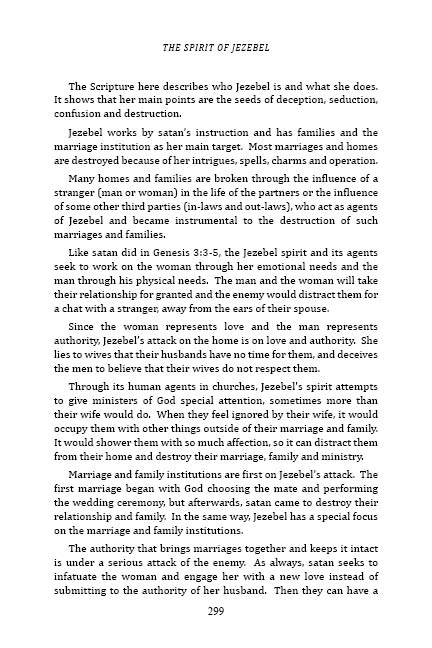 THE SPIRIT OF JEZEBEL
The Scripture here describes who Jezebel is and what she does.
It shows that her main points are the seeds of deception, seduction,
confusion and destruction.
Jezebel works by satan's instruction and has families and the
marriage institution as her main target. Most marriages and homes
are destroyed because of her intrigues, spells, charms and operation.
Many homes and families are broken through the influence of a
stranger (man or woman) in the life of the partners or the influence
of some other third parties (in-laws and out-laws), who act as agents
of Jezebel and became instrumental to the destruction of such
marriages and families.
Like satan did in Genesis 3:3-5, the Jezebel spirit and its agents
seek to work on the woman through her emotional needs and the
man through his physical needs. The man and the woman will take
their relationship for granted and the enemy would distract them for
a chat with a stranger, away from the ears of their spouse.
Since the woman represents love and the man represents
authority, Jezebel's attack on the home is on love and authority. She
lies to wives that their husbands have no time for them, and deceives
the men to believe that their wives do not respect them.
Through its human agents in churches, Jezebel's spirit attempts
to give ministers of God special attention, sometimes more than
their wife would do. When they feel ignored by their wife, it would
occupy them with other things outside of their marriage and family.
It would shower them with so much affection, so it can distract them
from their home and destroy their marriage, family and ministry.
Marriage and family institutions are first on Jezebel's attack. The
first marriage began with God choosing the mate and performing
the wedding ceremony, but afterwards, satan came to destroy their
relationship and family. In the same way, Jezebel has a special focus
on the marriage and family institutions.
The authority that brings marriages together and keeps it intact
is under a serious attack of the enemy. As always, satan seeks to
infatuate the woman and engage her with a new love instead of
submitting to the authority of her husband. Then they can have a
299